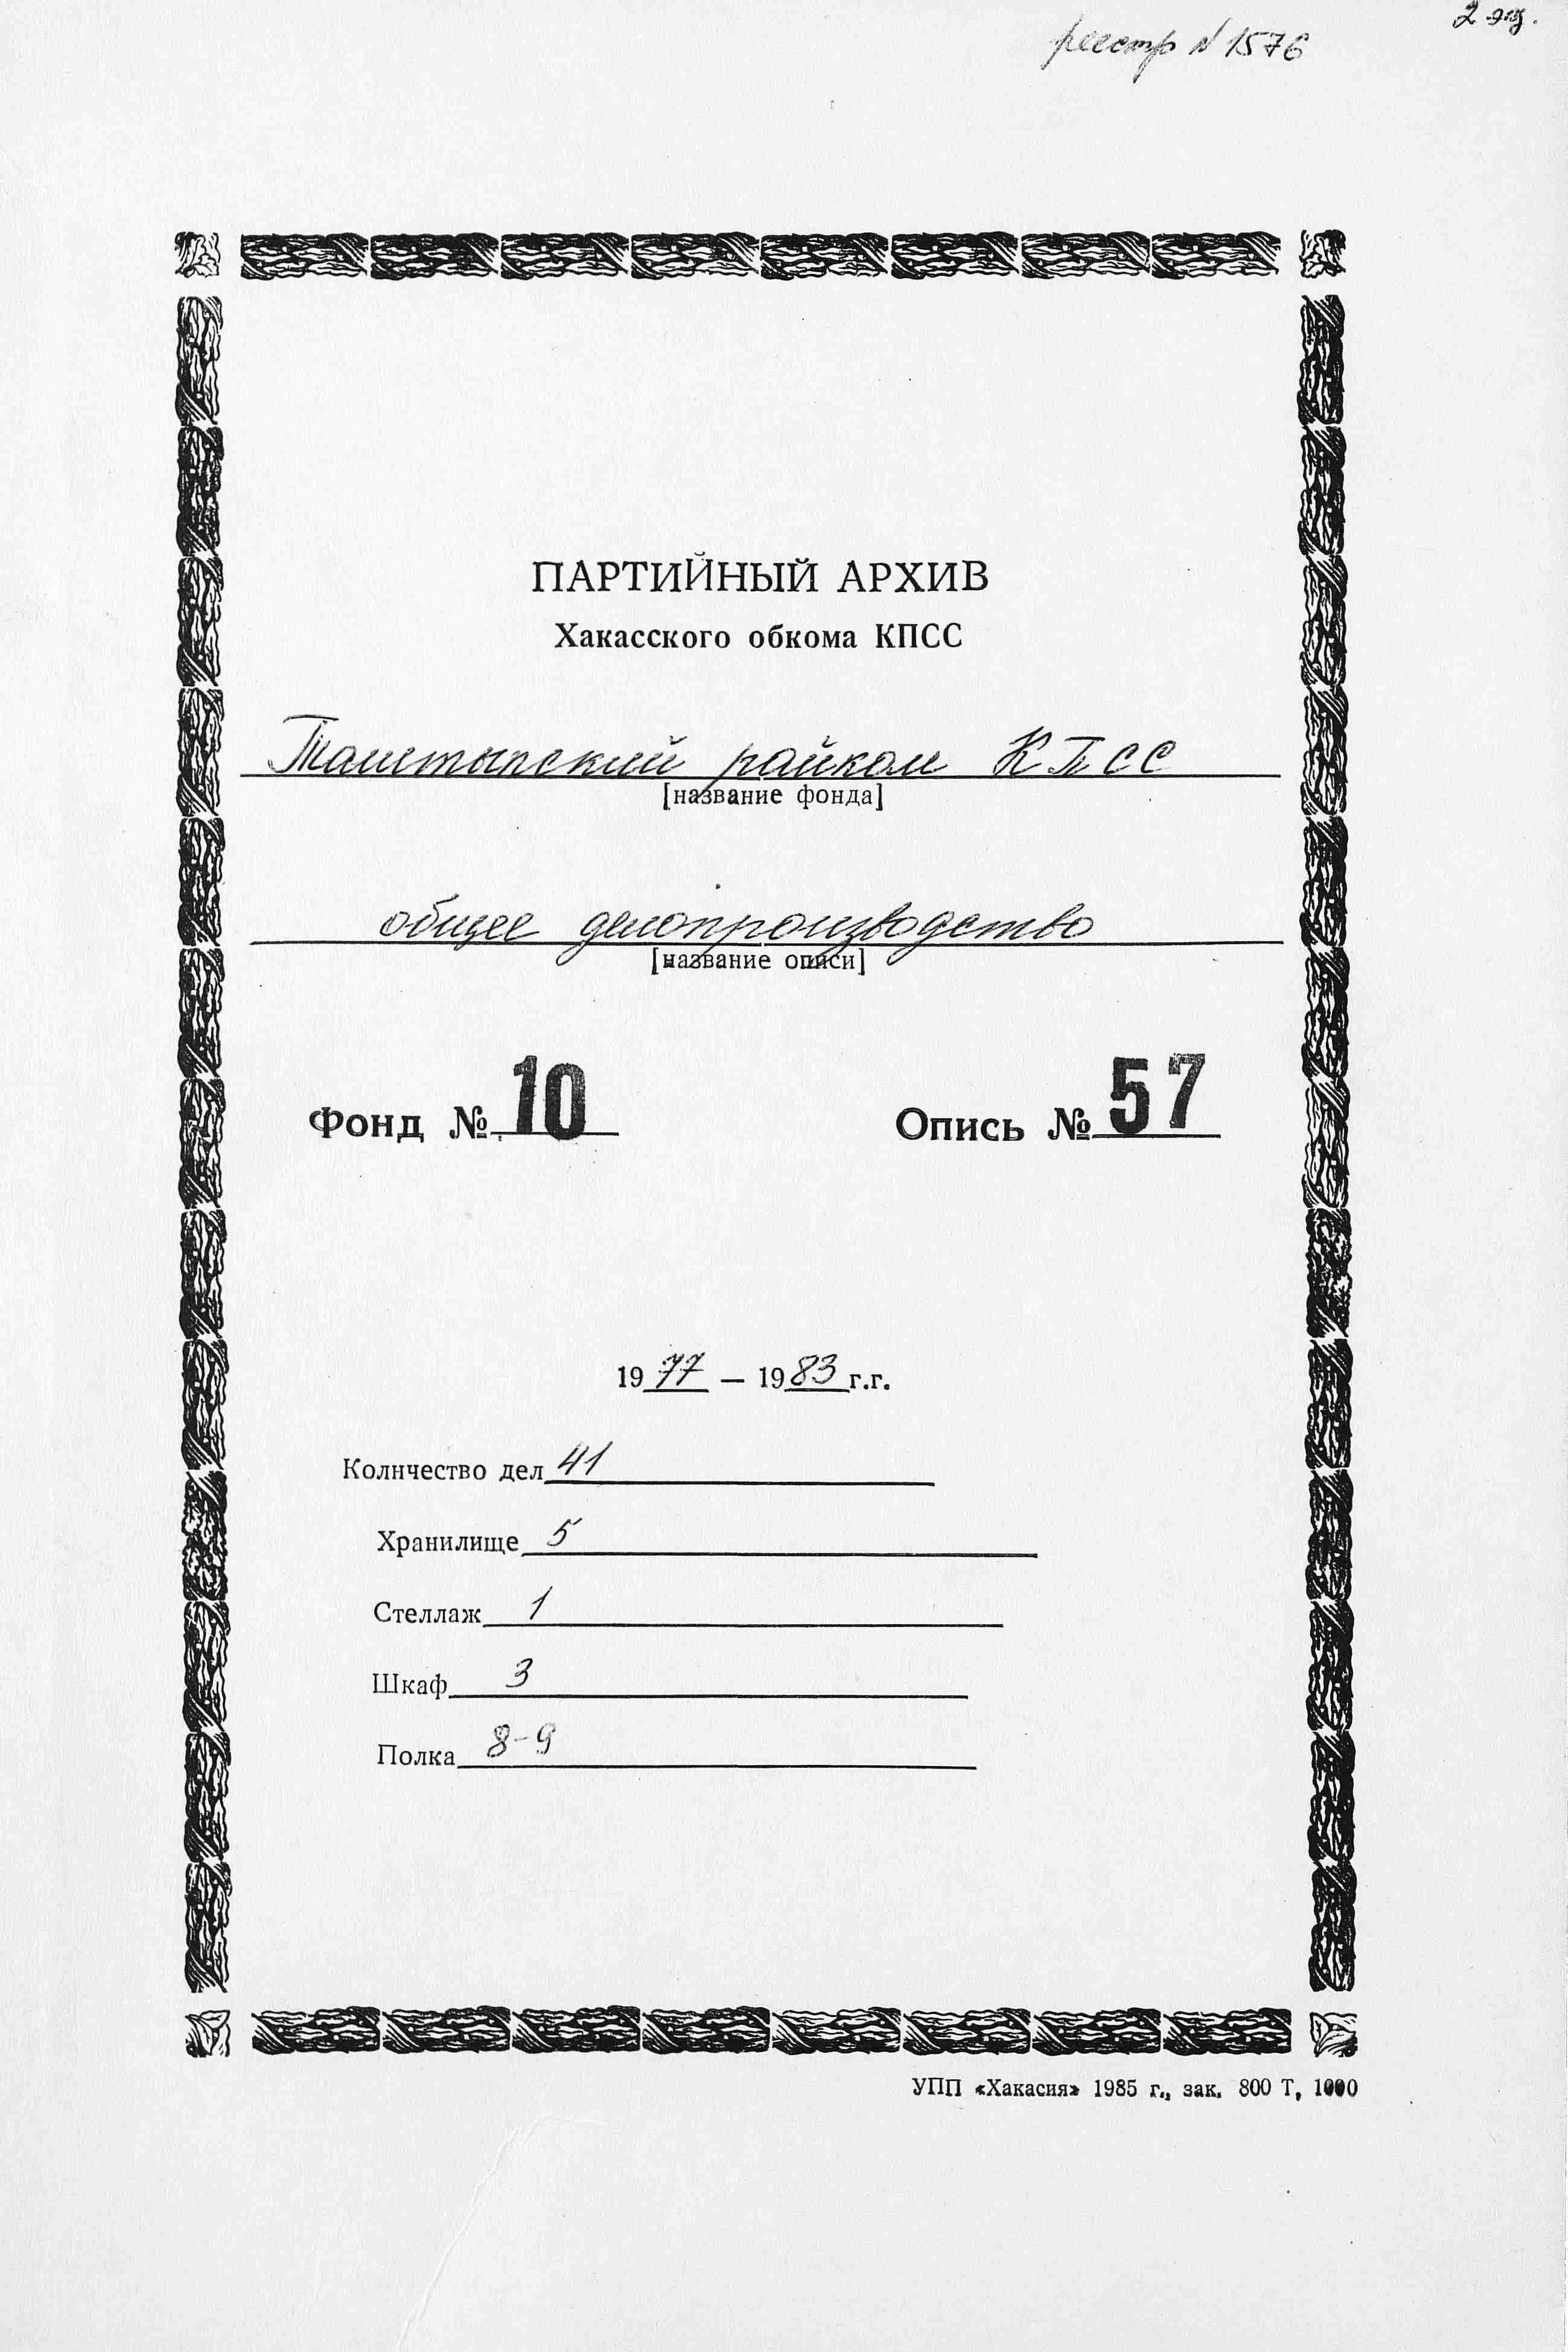 2 экз.
реестр N 1576
ПАРТИЙНЫЙ АРХИВ
Хакасского обкома КПСС
Таштыпский райком КПСС
[название фонда]
общее делопроизводство
[название описи]
Фонд № 10 Опись № 57
1977 — 1983 г.г.
Количество дел 41
Хранилище 5
Стеллаж 1
Шкаф 3
Полка 8-9
УПП «Хакасия» 1985 г., зак. 800 Т, 1000